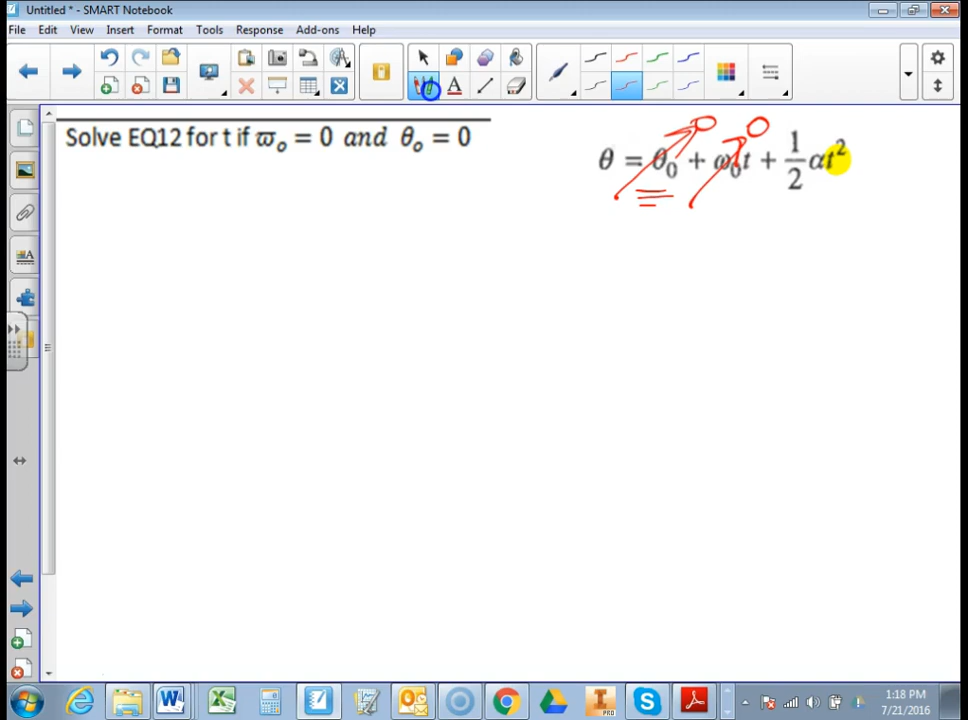 Untitled * - SMART Notebook
File Edit View Insert Format Tools Response Add-ons Help
Solve EQ12 for t if ϖₒ = 0 and θₒ = 0
0 0
θ = θ₀ + ω₀t + 1/2 αt²
1:18 PM
7/21/2016